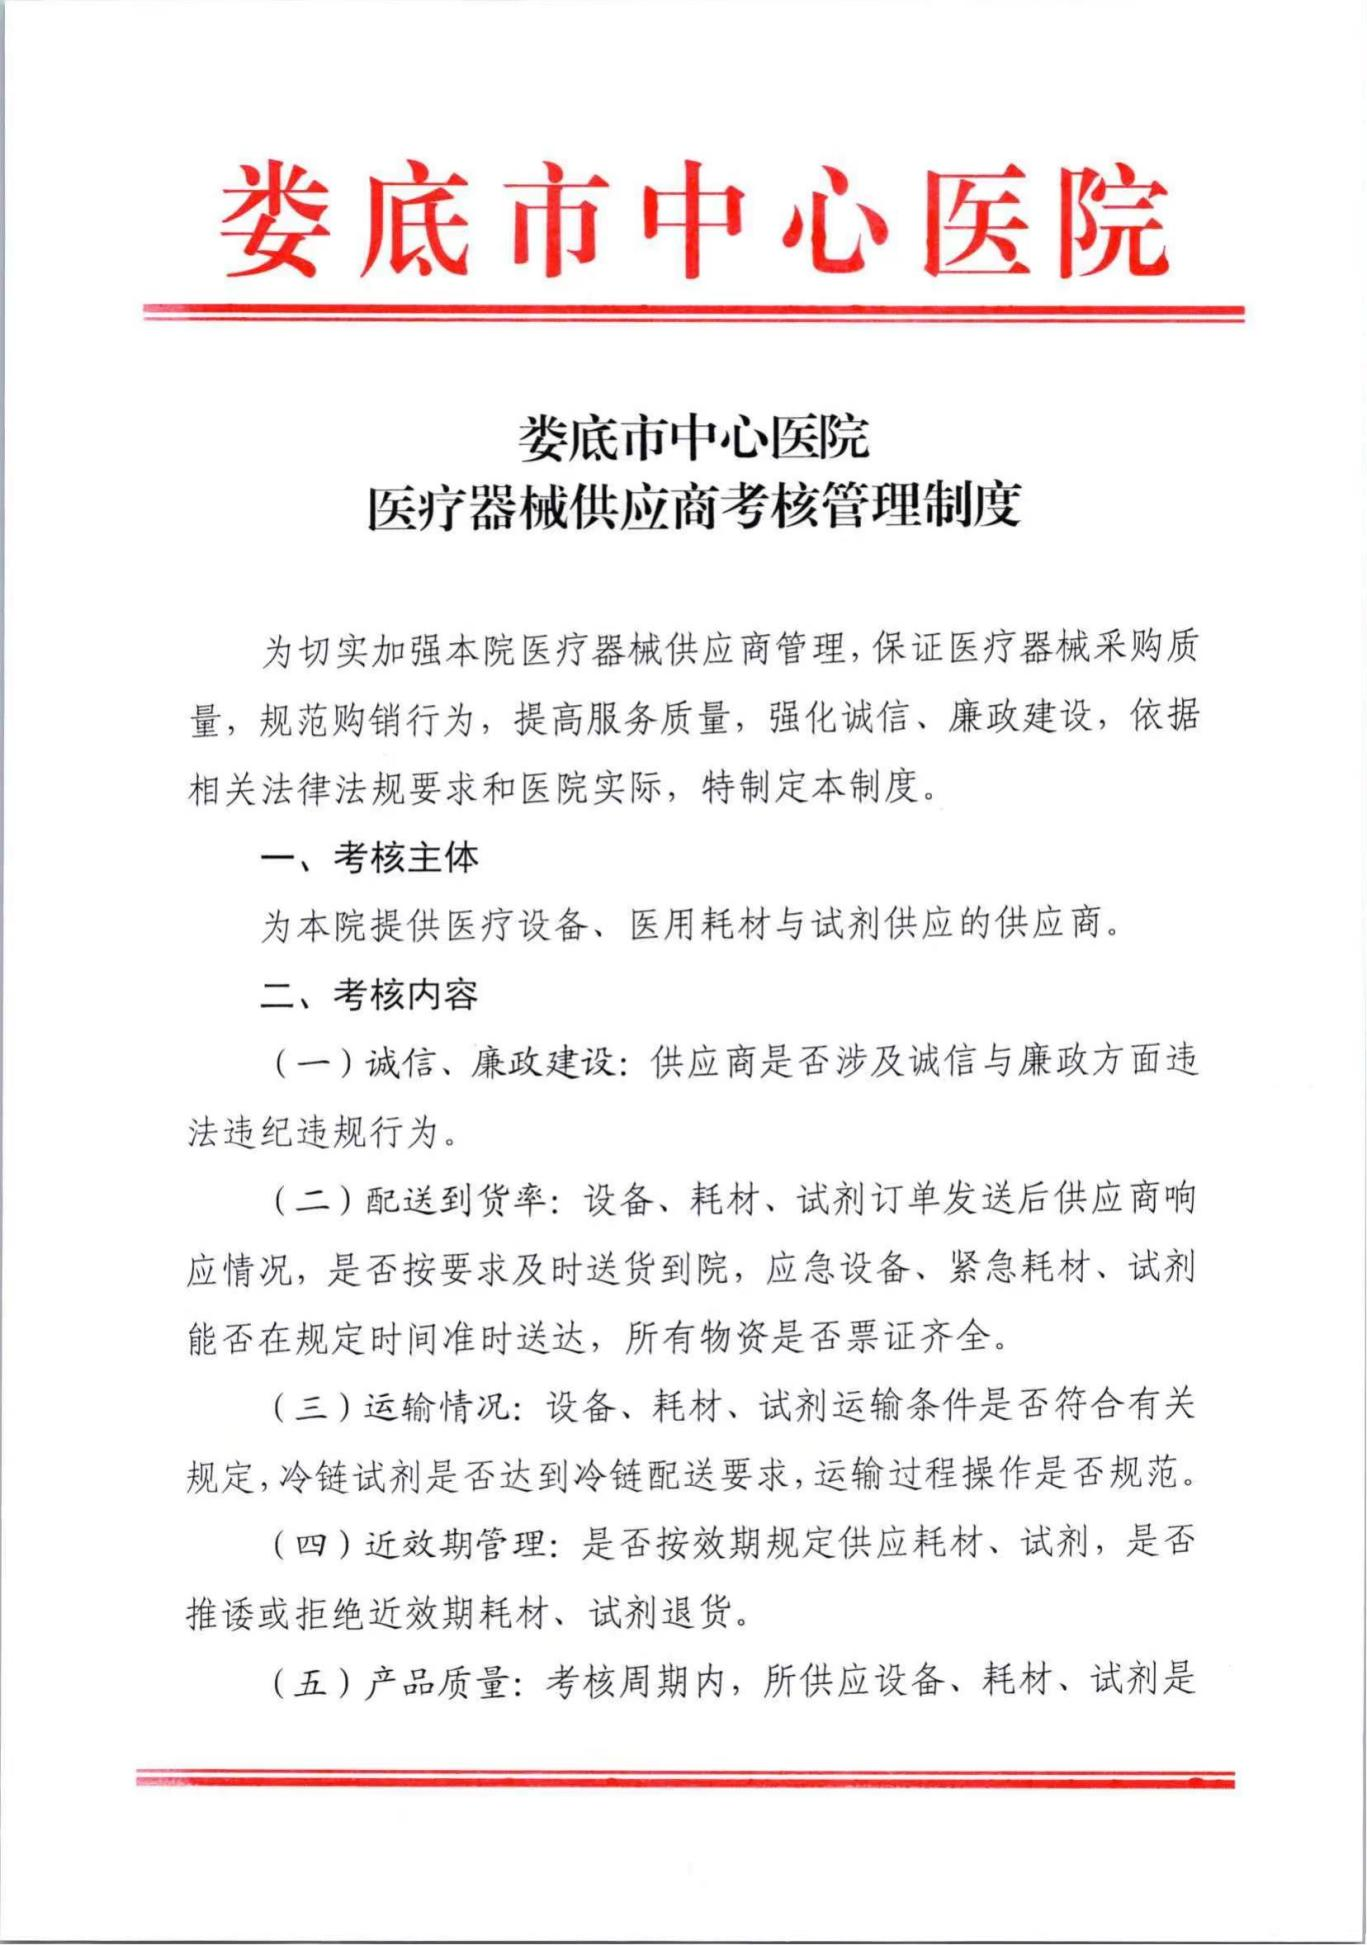 娄底市中心医院
娄底市中心医院
医疗器械供应商考核管理制度
为切实加强本院医疗器械供应商管理，保证医疗器械采购质
量，规范购销行为，提高服务质量，强化诚信、廉政建设，依据
相关法律法规要求和医院实际，特制定本制度。
一、考核主体
为本院提供医疗设备、医用耗材与试剂供应的供应商。
二、考核内容
（一）诚信、廉政建设：供应商是否涉及诚信与廉政方面违
法违纪违规行为。
（二）配送到货率：设备、耗材、试剂订单发送后供应商响
应情况，是否按要求及时送货到院，应急设备、紧急耗材、试剂
能否在规定时间准时送达，所有物资是否票证齐全。
（三）运输情况：设备、耗材、试剂运输条件是否符合有关
规定，冷链试剂是否达到冷链配送要求，运输过程操作是否规范。
（四）近效期管理：是否按效期规定供应耗材、试剂，是否
推诿或拒绝近效期耗材、试剂退货。
（五）产品质量：考核周期内，所供应设备、耗材、试剂是